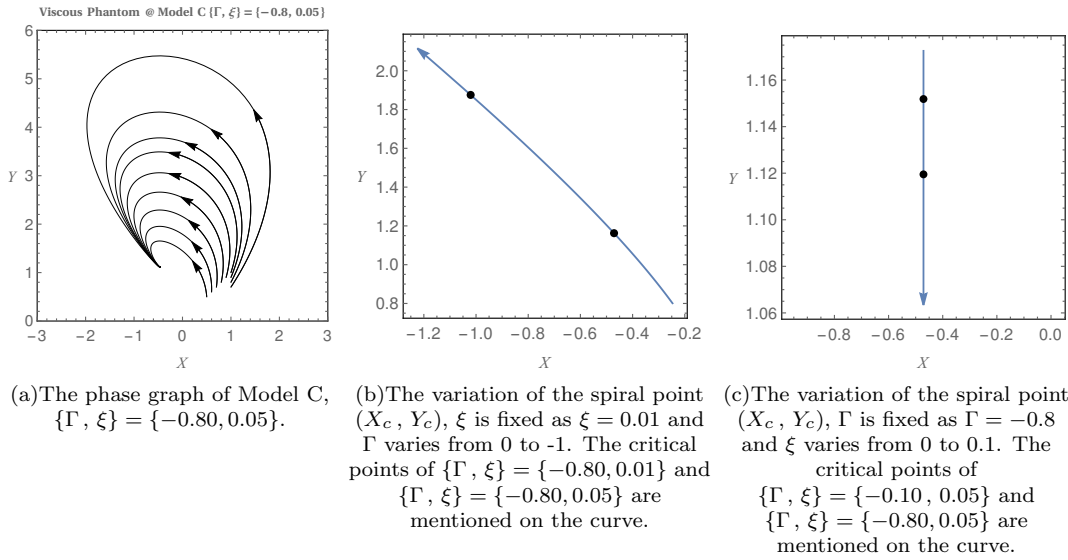 Viscous Phantom @ Model C {Γ, ξ} = {-0.8, 0.05}
6
5
4
3
2
1
0
Y
−3 −2 −1 0 1 2 3
X
2.0
1.8
1.6
1.4
1.2
1.0
0.8
Y
−1.2 −1.0 −0.8 −0.6 −0.4 −0.2
X
1.16
1.14
1.12
1.10
1.08
1.06
Y
−0.8 −0.6 −0.4 −0.2 0.0
X
(a)The phase graph of Model C,
{Γ , ξ} = {−0.80, 0.05}.
(b)The variation of the spiral point
(Xc , Yc), ξ is fixed as ξ = 0.01 and
Γ varies from 0 to -1. The critical
points of {Γ , ξ} = {−0.80, 0.01} and
{Γ , ξ} = {−0.80, 0.05} are
mentioned on the curve.
(c)The variation of the spiral point
(Xc , Yc), Γ is fixed as Γ = −0.8
and ξ varies from 0 to 0.1. The
critical points of
{Γ , ξ} = {−0.10 , 0.05} and
{Γ , ξ} = {−0.80, 0.05} are
mentioned on the curve.